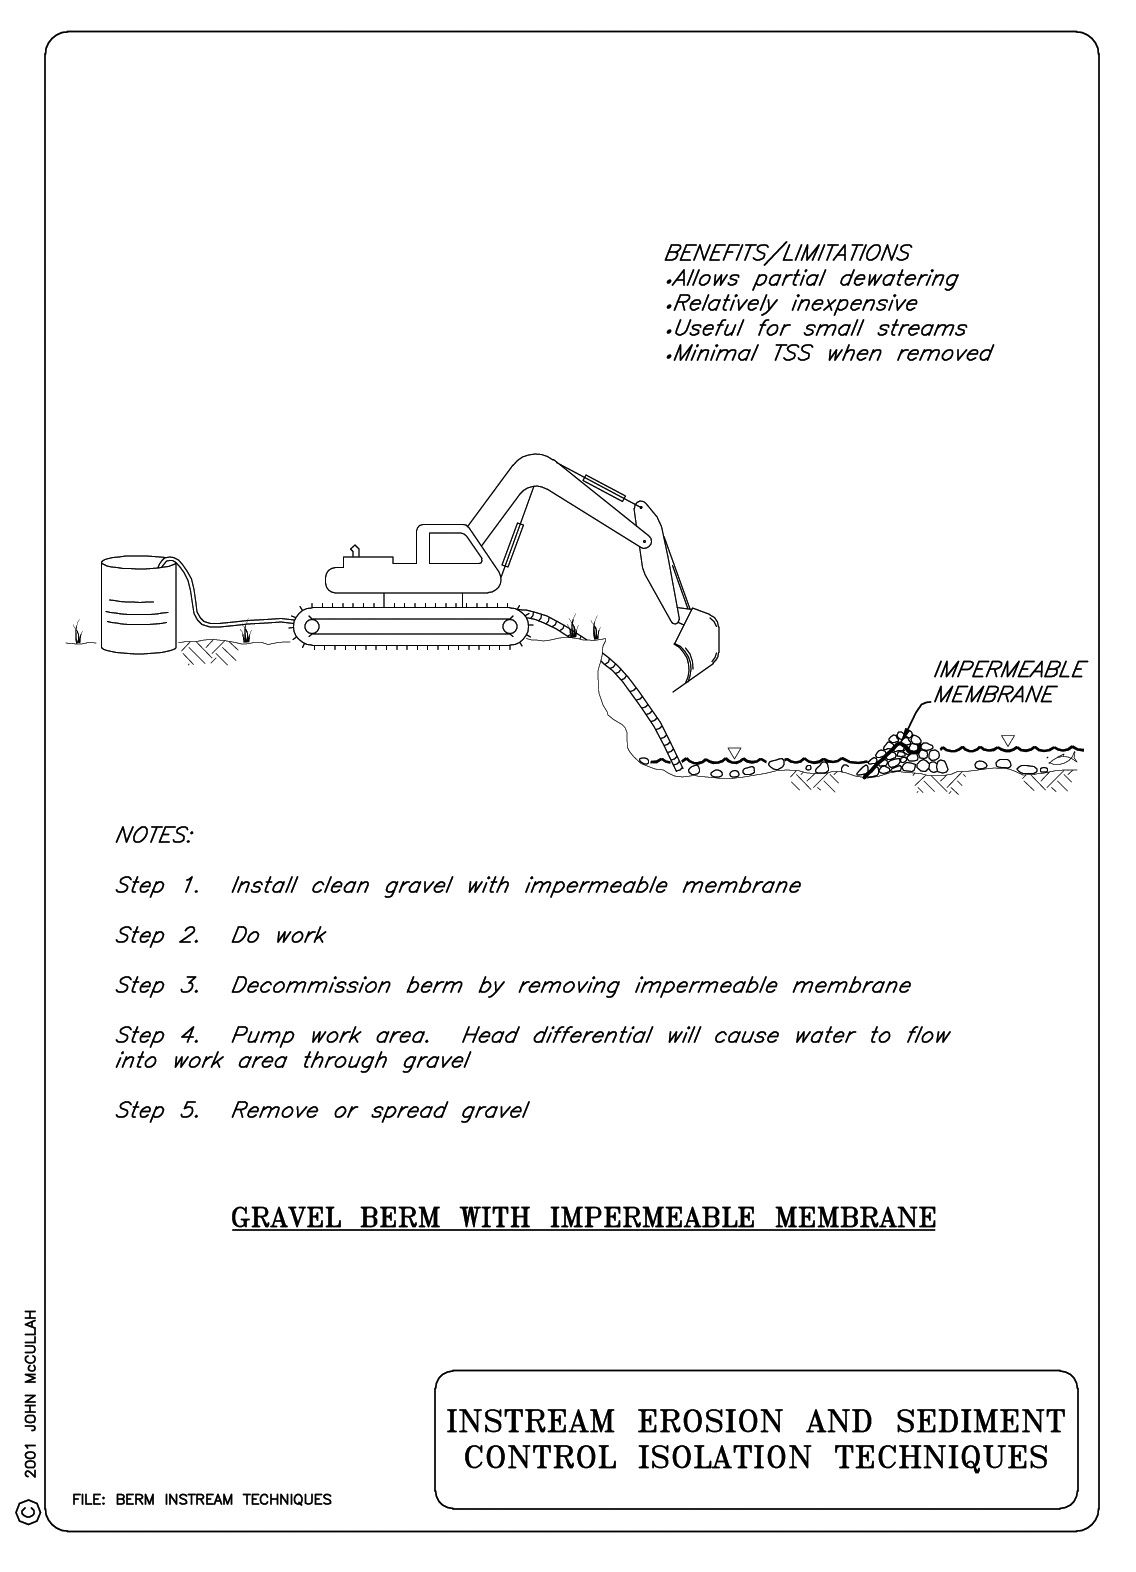 BENEFITS/LIMITATIONS
•Allows partial dewatering
•Relatively inexpensive
•Useful for small streams
•Minimal TSS when removed
IMPERMEABLE
MEMBRANE
NOTES:
Step 1. Install clean gravel with impermeable membrane
Step 2. Do work
Step 3. Decommission berm by removing impermeable membrane
Step 4. Pump work area. Head differential will cause water to flow
into work area through gravel
Step 5. Remove or spread gravel
GRAVEL BERM WITH IMPERMEABLE MEMBRANE
INSTREAM EROSION AND SEDIMENT
CONTROL ISOLATION TECHNIQUES
FILE: BERM INSTREAM TECHNIQUES
© 2001 JOHN McCULLAH